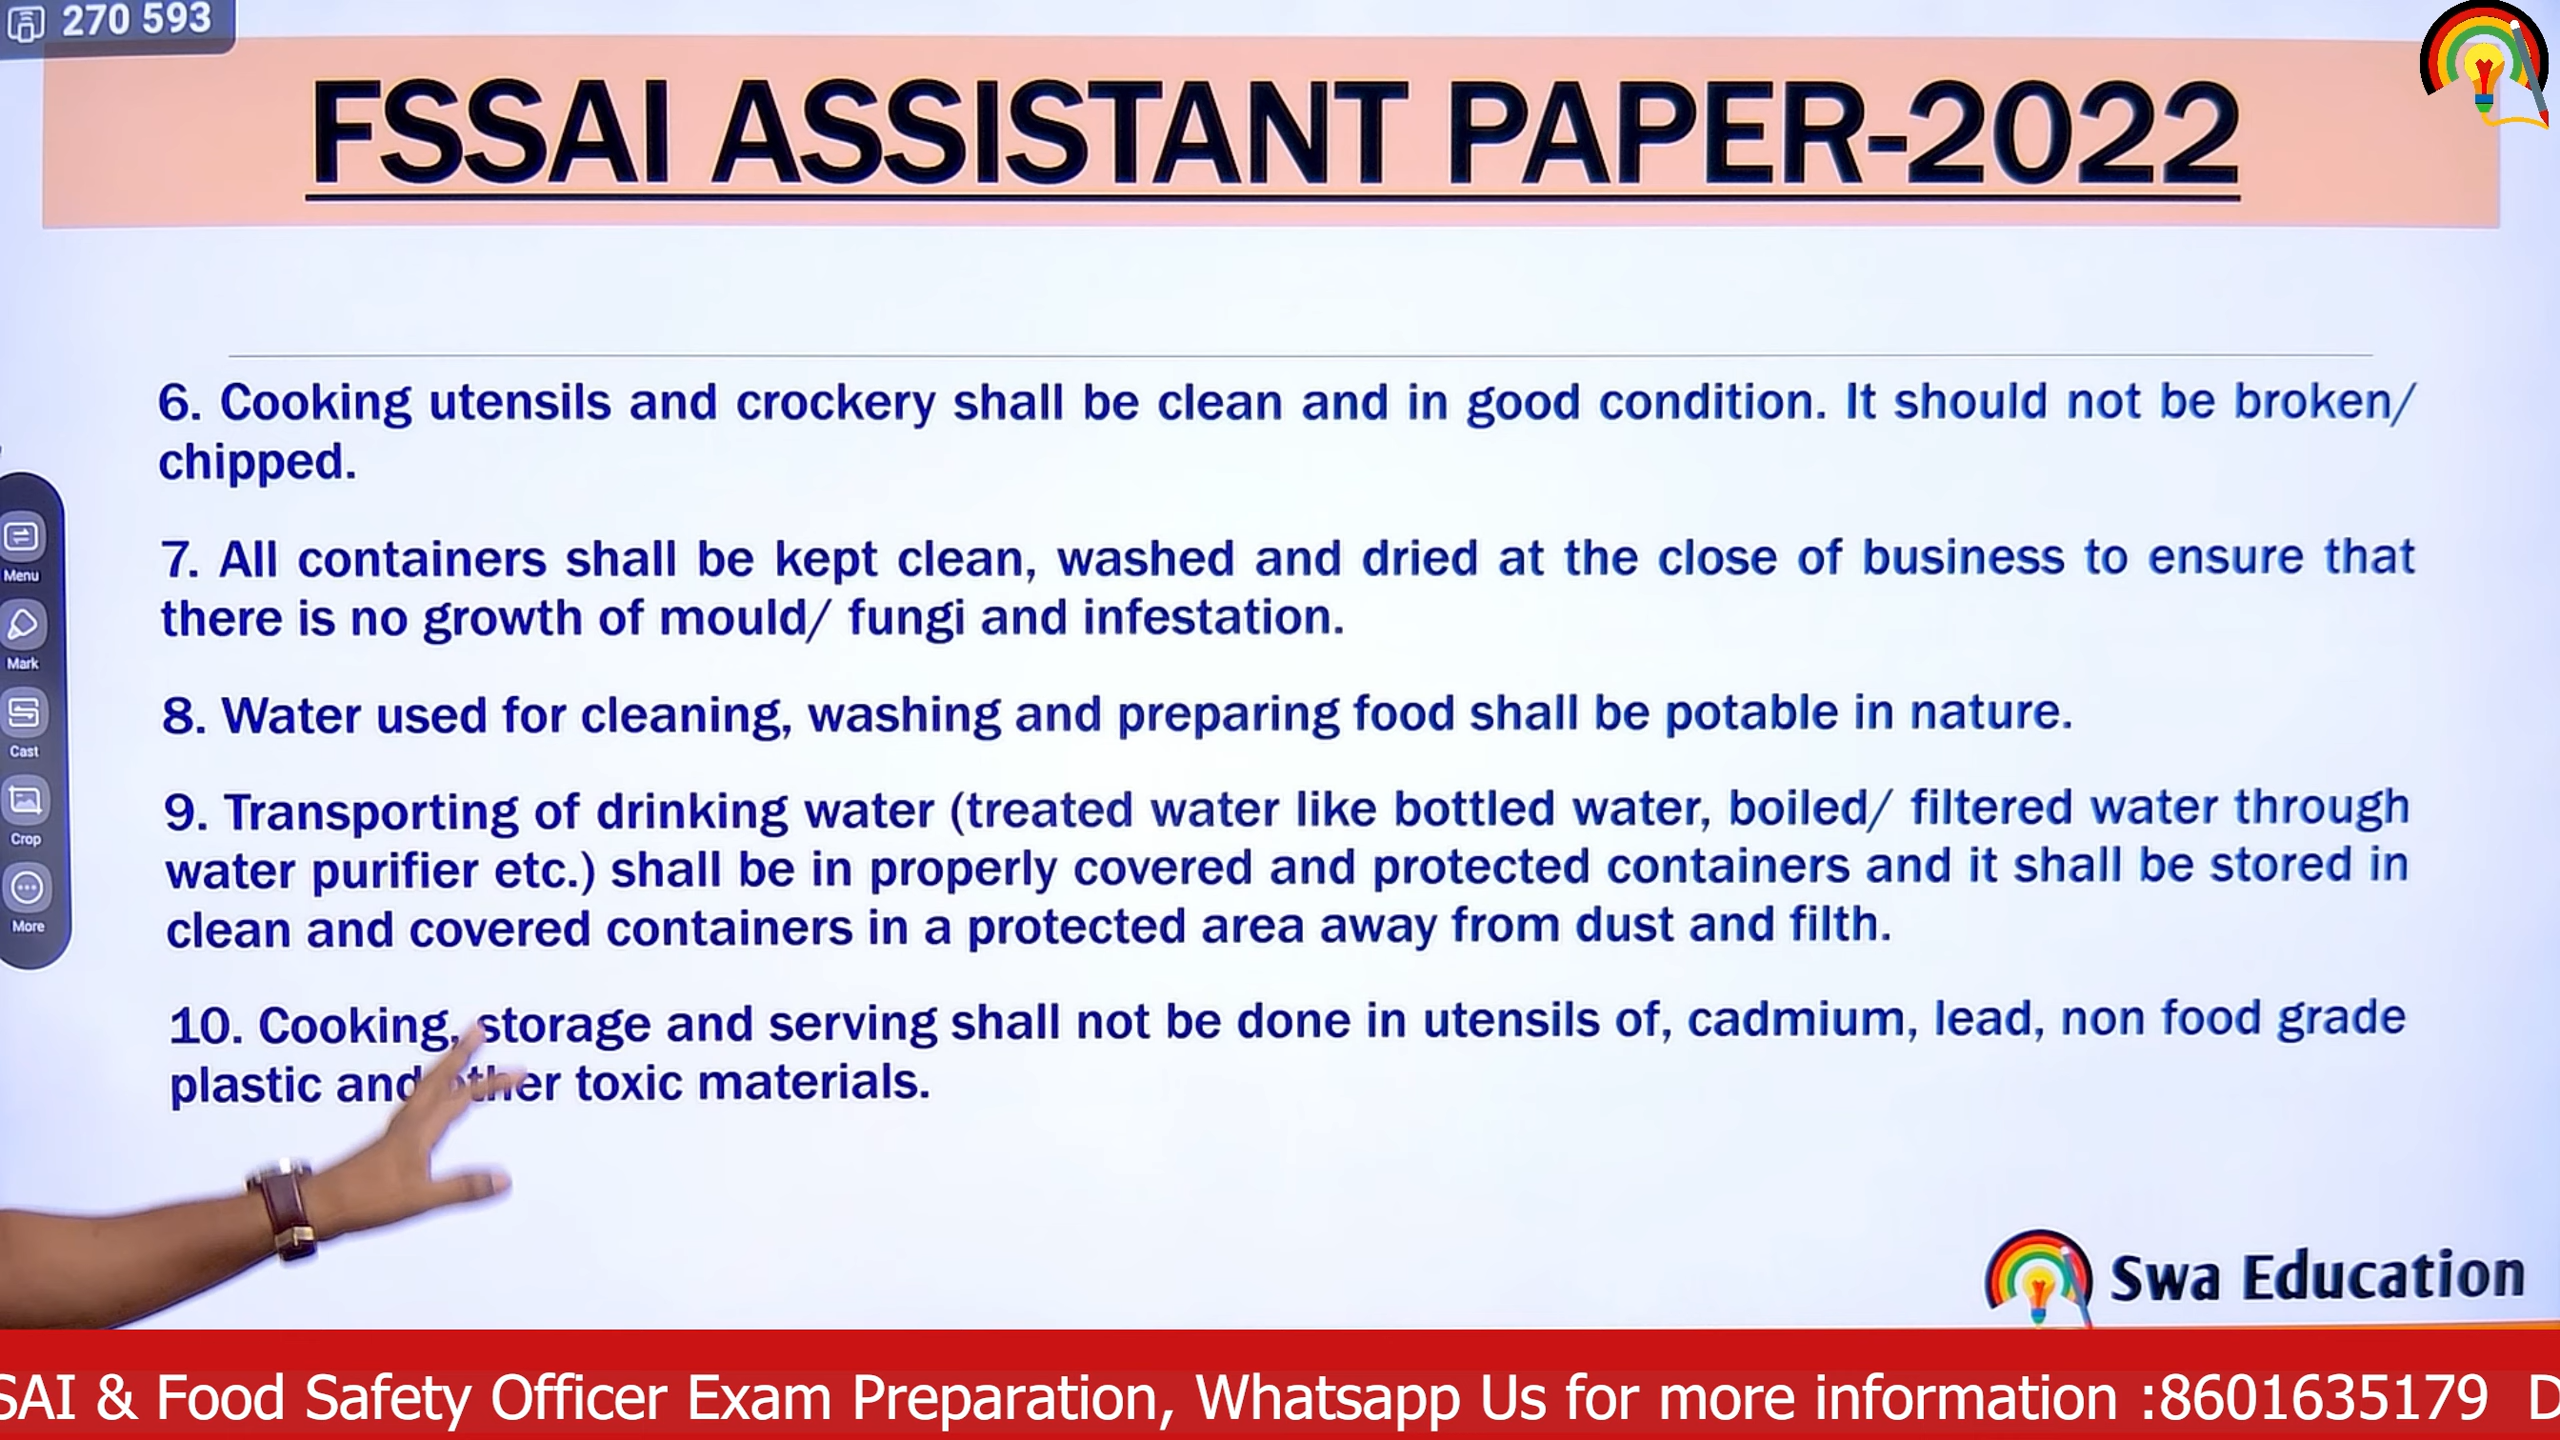 270 593
FSSAI ASSISTANT PAPER-2022
6. Cooking utensils and crockery shall be clean and in good condition. It should not be broken/
chipped.
7. All containers shall be kept clean, washed and dried at the close of business to ensure that
there is no growth of mould/ fungi and infestation.
8. Water used for cleaning, washing and preparing food shall be potable in nature.
9. Transporting of drinking water (treated water like bottled water, boiled/ filtered water through
water purifier etc.) shall be in properly covered and protected containers and it shall be stored in
clean and covered containers in a protected area away from dust and filth.
10. Cooking, storage and serving shall not be done in utensils of, cadmium, lead, non food grade
plastic and other toxic materials.
Menu
Mark
Cast
Crop
More
Swa Education
SAI & Food Safety Officer Exam Preparation, Whatsapp Us for more information :8601635179 D